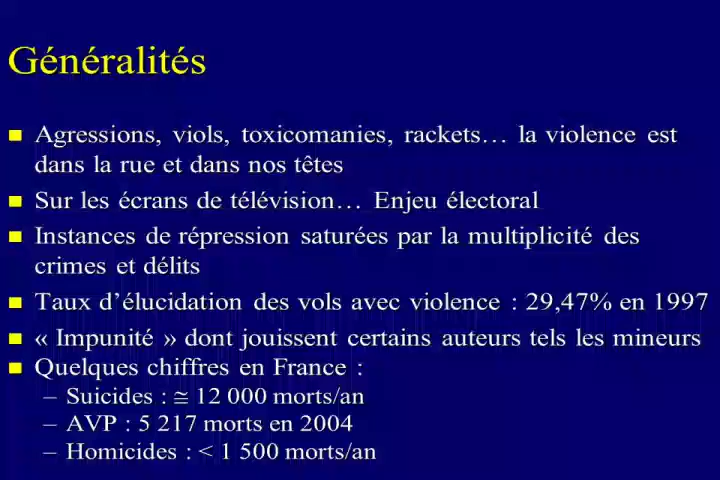 Généralités
Agressions, viols, toxicomanies, rackets… la violence est
dans la rue et dans nos têtes
Sur les écrans de télévision… Enjeu électoral
Instances de répression saturées par la multiplicité des
crimes et délits
Taux d’élucidation des vols avec violence : 29,47% en 1997
« Impunité » dont jouissent certains auteurs tels les mineurs
Quelques chiffres en France :
– Suicides : ≅ 12 000 morts/an
– AVP : 5 217 morts en 2004
– Homicides : < 1 500 morts/an